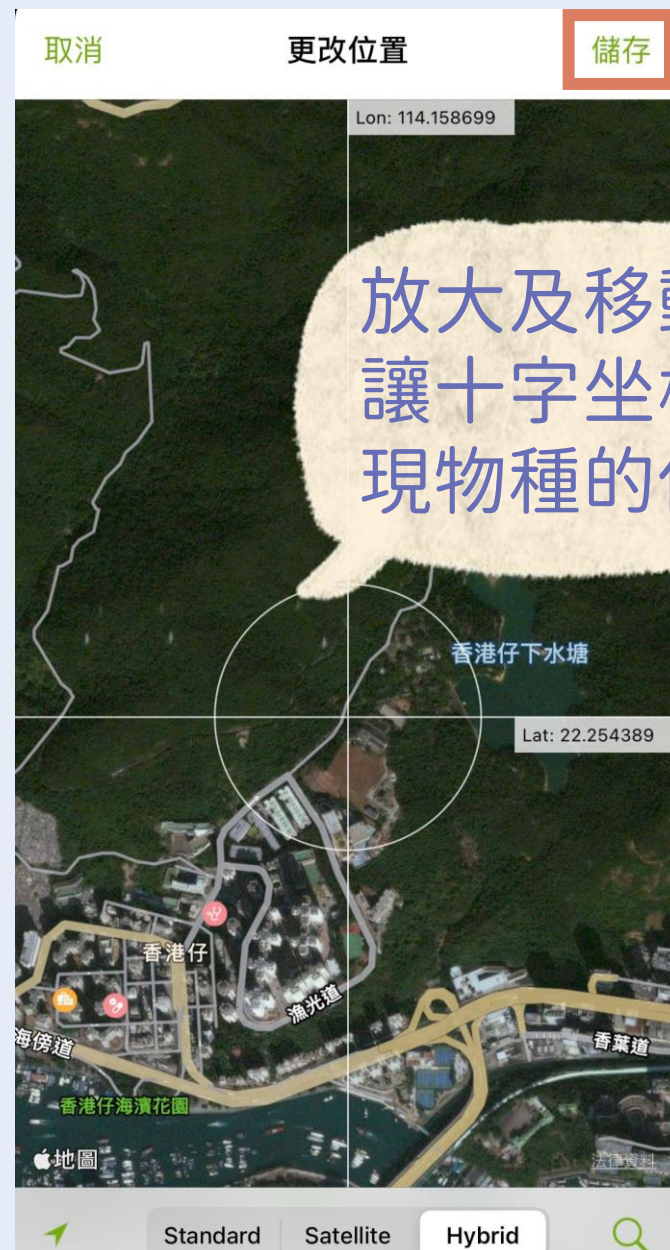 取消
更改位置
儲存
Lon: 114.158699
放大及移
讓十字坐
現物種的
香港仔下水塘
Lat: 22.254389
香港仔
漁光道
海傍道
香葉道
香港仔海濱花園
地圖
法律資料
Standard
Satellite
Hybrid